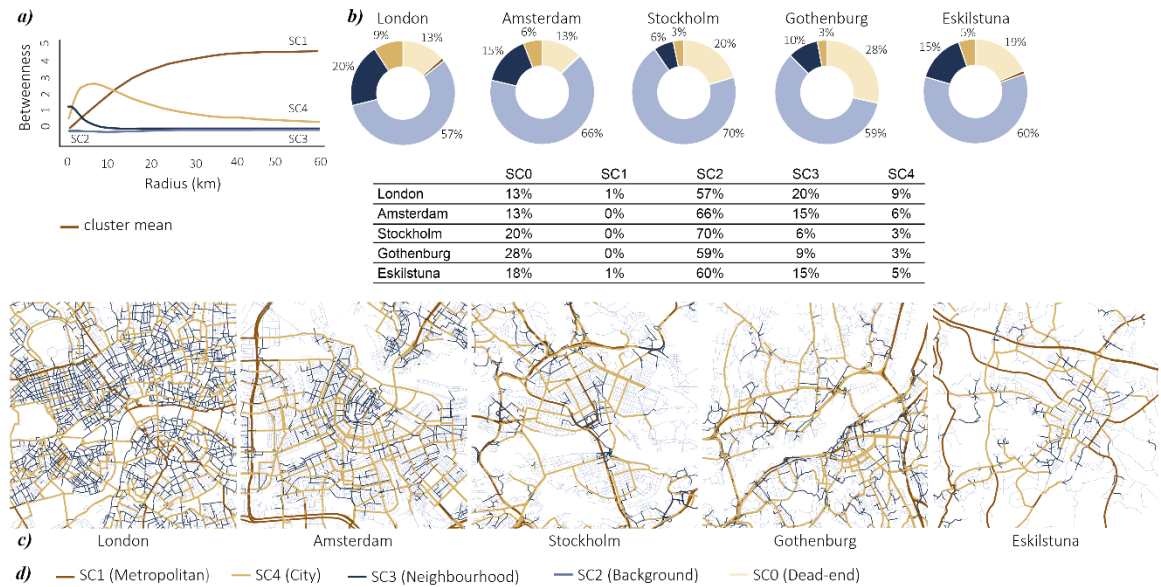 a)
Betweenness
5
4
3
2
1
0
SC1
SC4
SC2
SC3
0 10 20 30 40 50 60
Radius (km)
cluster mean
b)
London Amsterdam Stockholm Gothenburg Eskilstuna
9% 13% 20% 57%
6% 13% 15% 66%
3% 6% 20% 70%
3% 10% 28% 59%
5% 15% 19% 60%
SC0 SC1 SC2 SC3 SC4
London 13% 1% 57% 20% 9%
Amsterdam 13% 0% 66% 15% 6%
Stockholm 20% 0% 70% 6% 3%
Gothenburg 28% 0% 59% 9% 3%
Eskilstuna 18% 1% 60% 15% 5%
c) London Amsterdam Stockholm Gothenburg Eskilstuna
d) SC1 (Metropolitan) SC4 (City) SC3 (Neighbourhood) SC2 (Background) SC0 (Dead-end)